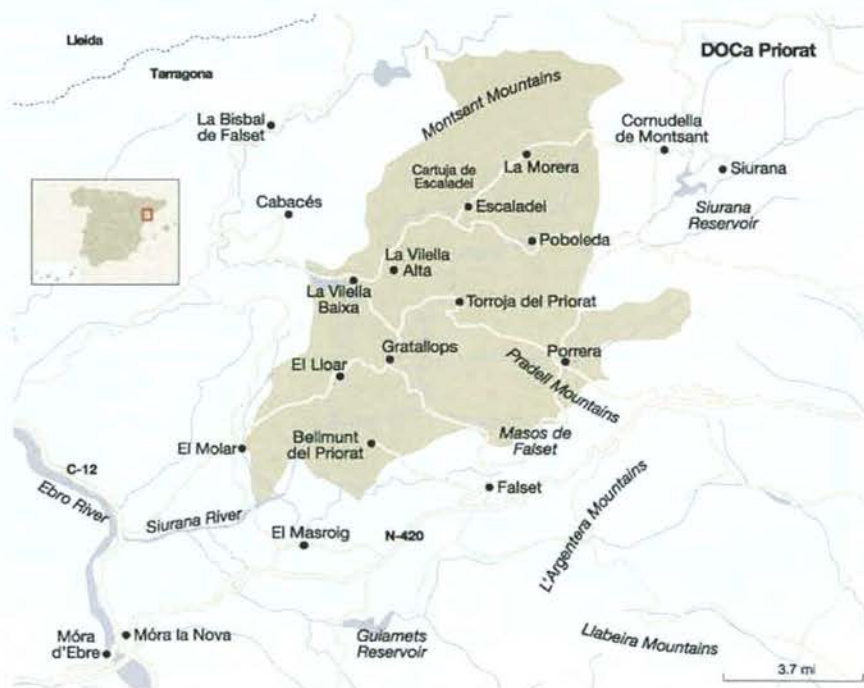 Lleida
DOCa Priorat
Tarragona
Montsant Mountains
La Bisbal
de Falset
Cornudella
de Montsant
La Morera
Siurana
Cartuja de
Escaladei
Cabacés
Escaladei
Siurana
Reservoir
Poboleda
La Vilella
Alta
La Vilella
Baixa
Torroja del Priorat
Gratallops
Porrera
El Lloar
Pradell Mountains
Bellmunt
del Priorat
Masos de
Falset
El Molar
C-12
Ebro River
Falset
L'Argentera Mountains
Siurana River
El Masroig
N-420
Móra
d'Ebre
Móra la Nova
Guiamets
Reservoir
Llabeira Mountains
3.7 mi